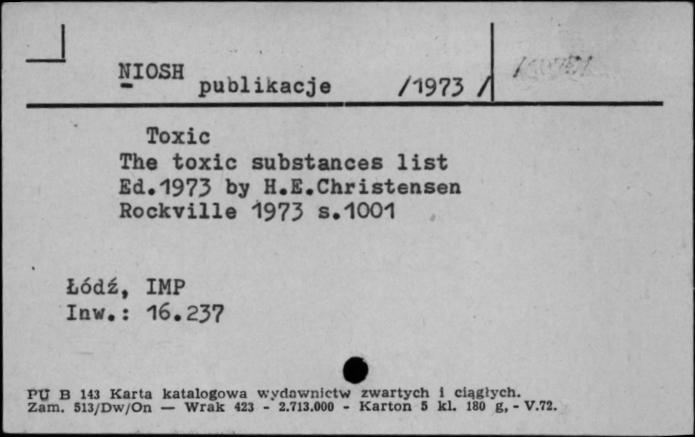 NIOSH
publikacje /1973 /
Toxic
The toxic substances list
Ed.1973 by H.E.Christensen
Rockville 1973 s.1001
Łódź, IMP
Inw.: 16.237
PU B 143 Karta katalogowa wydawnictw zwartych i ciągłych.
Zam. 513/Dw/On — Wrak 423 - 2.713.000 - Karton 5 kl. 180 g, - V.72.